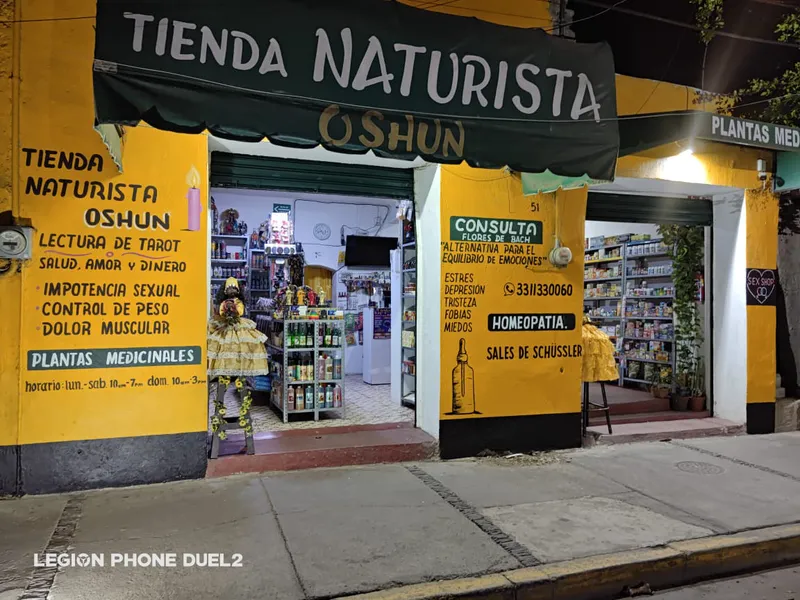 TIENDA NATURISTA
OSHUN
PLANTAS MED
TIENDA
NATURISTA
OSHUN
LECTURA DE TAROT
SALUD, AMOR Y DINERO
· IMPOTENCIA SEXUAL
· CONTROL DE PESO
· DOLOR MUSCULAR
PLANTAS MEDICINALES
horario: lun.-sab. 10am-7pm. dom. 10am-3pm
51
CONSULTA
FLORES DE BACH
"ALTERNATIVA PARA EL
EQUILIBRIO DE EMOCIONES"
ESTRES
DEPRESIÓN
TRISTEZA
FOBIAS
MIEDOS
3311330060
HOMEOPATIA.
SALES DE SCHÜSSLER
SEX SHOP
LEGION PHONE DUEL2